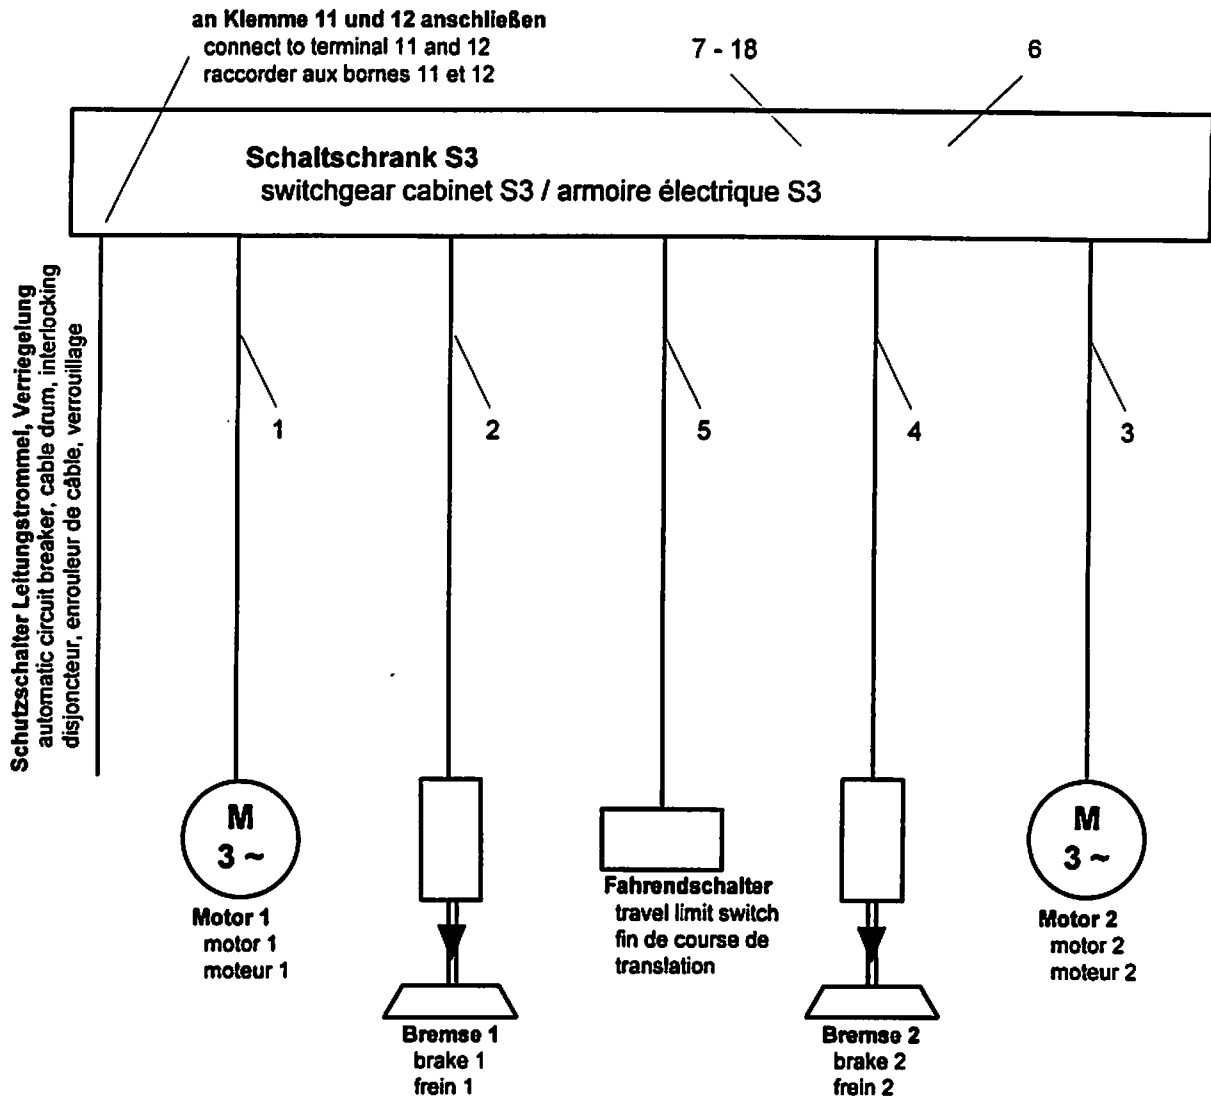 an Klemme 11 und 12 anschließen
connect to terminal 11 and 12
raccorder aux bornes 11 et 12
7 - 18
6
Schaltschrank S3
switchgear cabinet S3 / armoire électrique S3
Schutzschalter Leitungstrommel, Verriegelung
automatic circuit breaker, cable drum, interlocking
disjoncteur, enrouleur de câble, verrouillage
1
2
5
4
3
M
3 ~
Motor 1
motor 1
moteur 1
Bremse 1
brake 1
frein 1
Fahrendschalter
travel limit switch
fin de course de
translation
Bremse 2
brake 2
frein 2
M
3 ~
Motor 2
motor 2
moteur 2